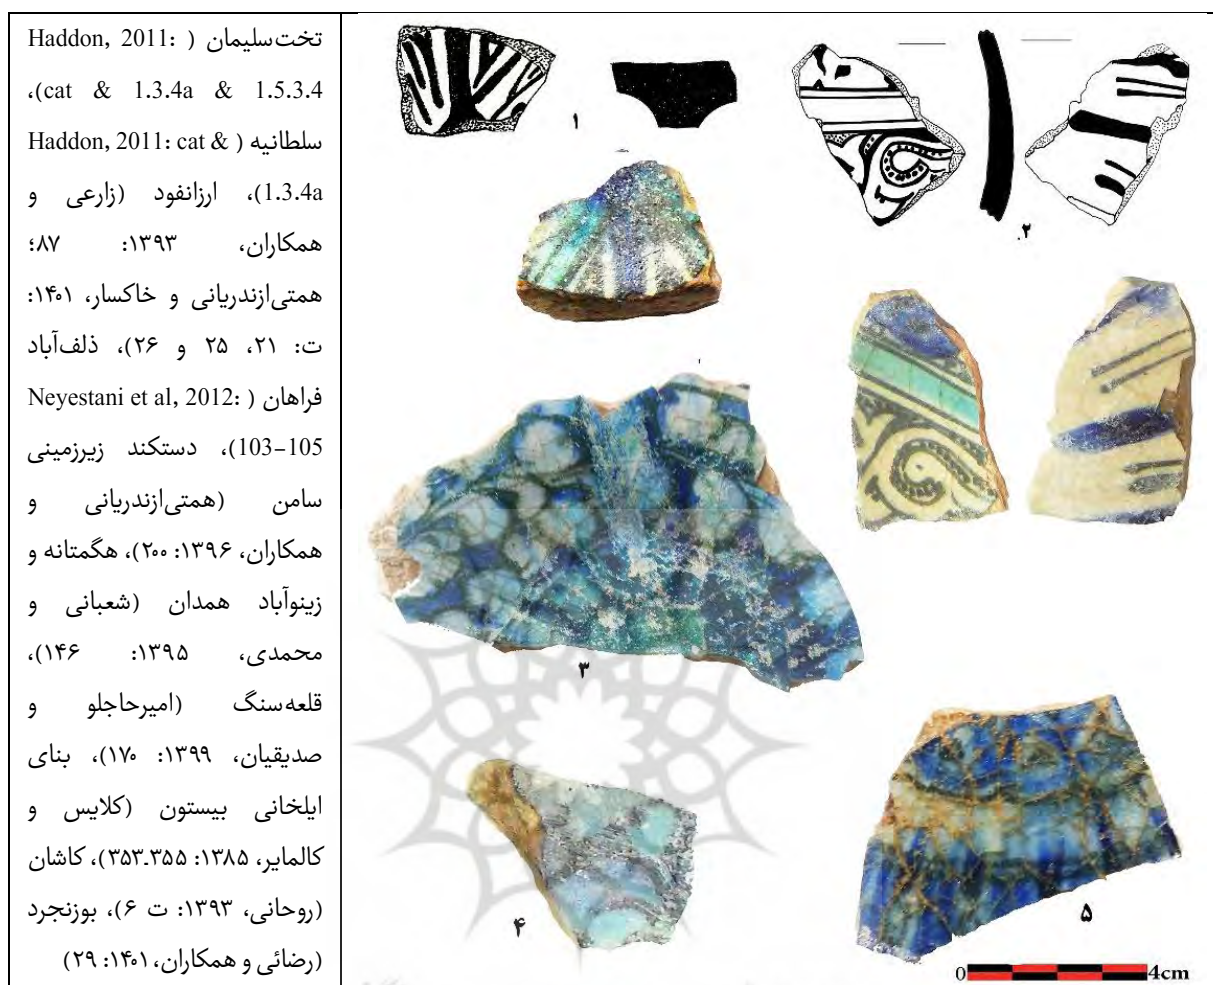 تخت‌سلیمان ( Haddon, 2011:
cat & 1.3.4a & 1.5.3.4)،
سلطانیه ( Haddon, 2011: cat &
1.3.4a)، ارزانفود (زارعی و
همکاران، ۱۳۹۳: ۸۷؛
همتی‌ازندریانی و خاکسار، ۱۴۰۱:
ت: ۲۱، ۲۵ و ۲۶)، ذلف‌آباد
فراهان ( Neyestani et al, 2012:
103–105)، دستکند زیرزمینی
سامن (همتی‌ازندریانی و
همکاران، ۱۳۹۶: ۲۰۰)، هگمتانه و
زینوآباد همدان (شعبانی و
محمدی، ۱۳۹۵: ۱۴۶)،
قلعه‌سنگ (امیرحاجلو و
صدیقیان، ۱۳۹۹: ۱۷۰)، بنای
ایلخانی بیستون (کلایس و
کالمایر، ۱۳۸۵: ۳۵۵ـ۳۵۳)، کاشان
(روحانی، ۱۳۹۳: ت ۶)، بوزنجرد
(رضائی و همکاران، ۱۴۰۱: ۲۹)
۱
۲
۳
۴
۵
0 4cm